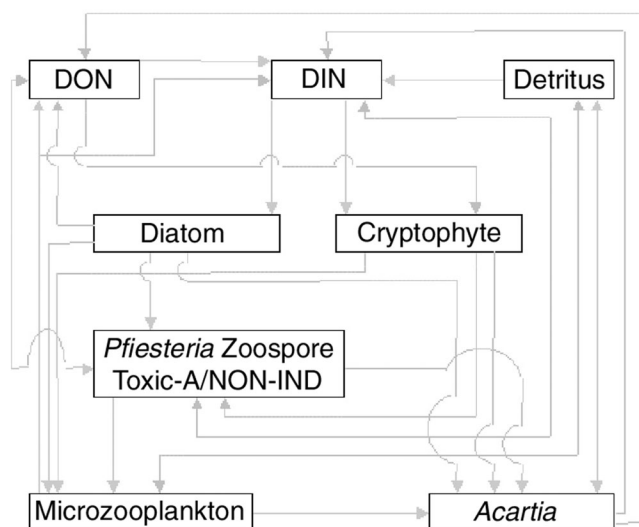 DON
DIN
Detritus
Diatom
Cryptophyte
Pfiesteria Zoospore
Toxic-A/NON-IND
Microzooplankton
Acartia